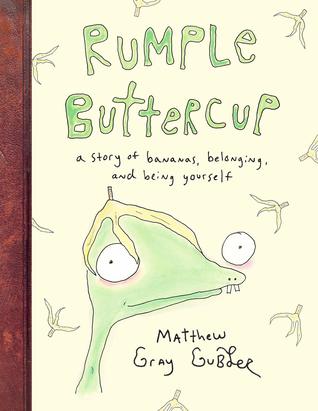 RUMPLE
ButteRCUP
a story of bananas, belonging,
and being yourself
Matthew
Gray Gubler